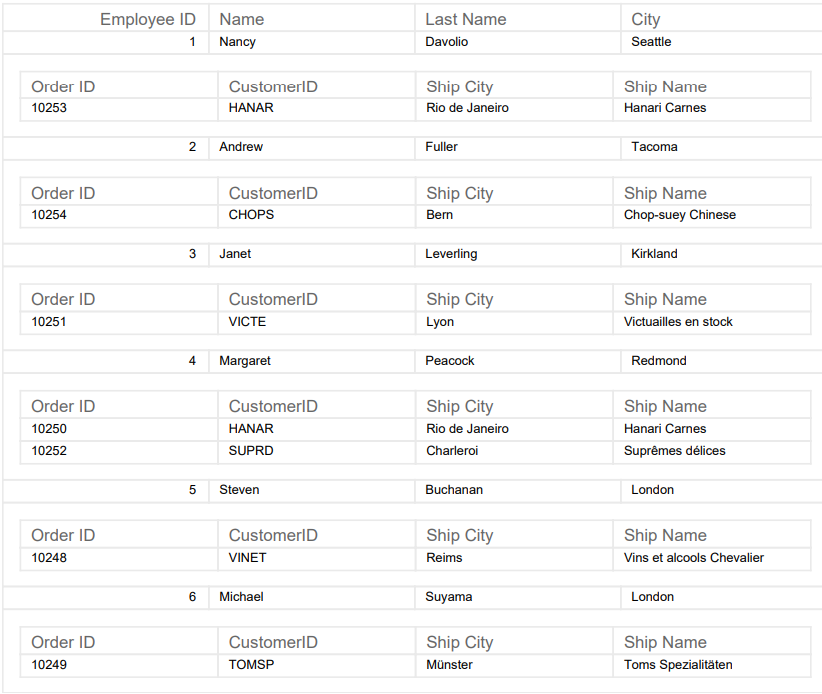 Employee ID Name Last Name City
1 Nancy Davolio Seattle
Order ID CustomerID Ship City Ship Name
10253 HANAR Rio de Janeiro Hanari Carnes
2 Andrew Fuller Tacoma
Order ID CustomerID Ship City Ship Name
10254 CHOPS Bern Chop-suey Chinese
3 Janet Leverling Kirkland
Order ID CustomerID Ship City Ship Name
10251 VICTE Lyon Victuailles en stock
4 Margaret Peacock Redmond
Order ID CustomerID Ship City Ship Name
10250 HANAR Rio de Janeiro Hanari Carnes
10252 SUPRD Charleroi Suprêmes délices
5 Steven Buchanan London
Order ID CustomerID Ship City Ship Name
10248 VINET Reims Vins et alcools Chevalier
6 Michael Suyama London
Order ID CustomerID Ship City Ship Name
10249 TOMSP Münster Toms Spezialitäten